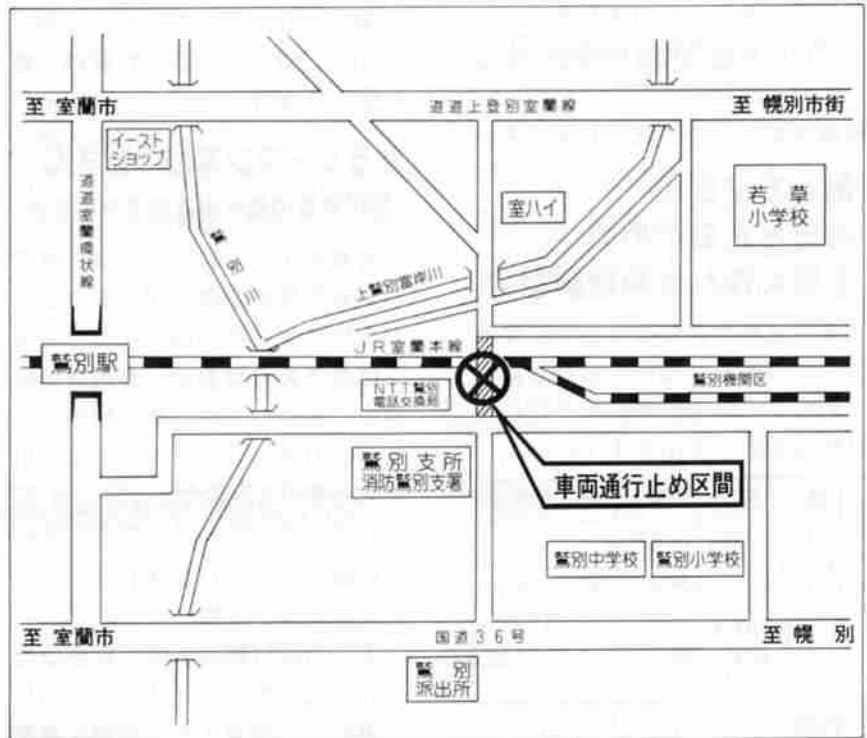 至 室蘭市
道道上登別室蘭線
至 幌別市街
イースト
ショップ
道道室蘭環状線
鷲別川
室ハイ
若草
小学校
上鷲別富岸川
JR室蘭本線
鷲別駅
NTT鷲別
電話交換局
鷲別機関区
鷲別支所
消防鷲別支署
車両通行止め区間
鷲別中学校
鷲別小学校
至 室蘭市
国道36号
至 幌 別
鷲 別
派出所